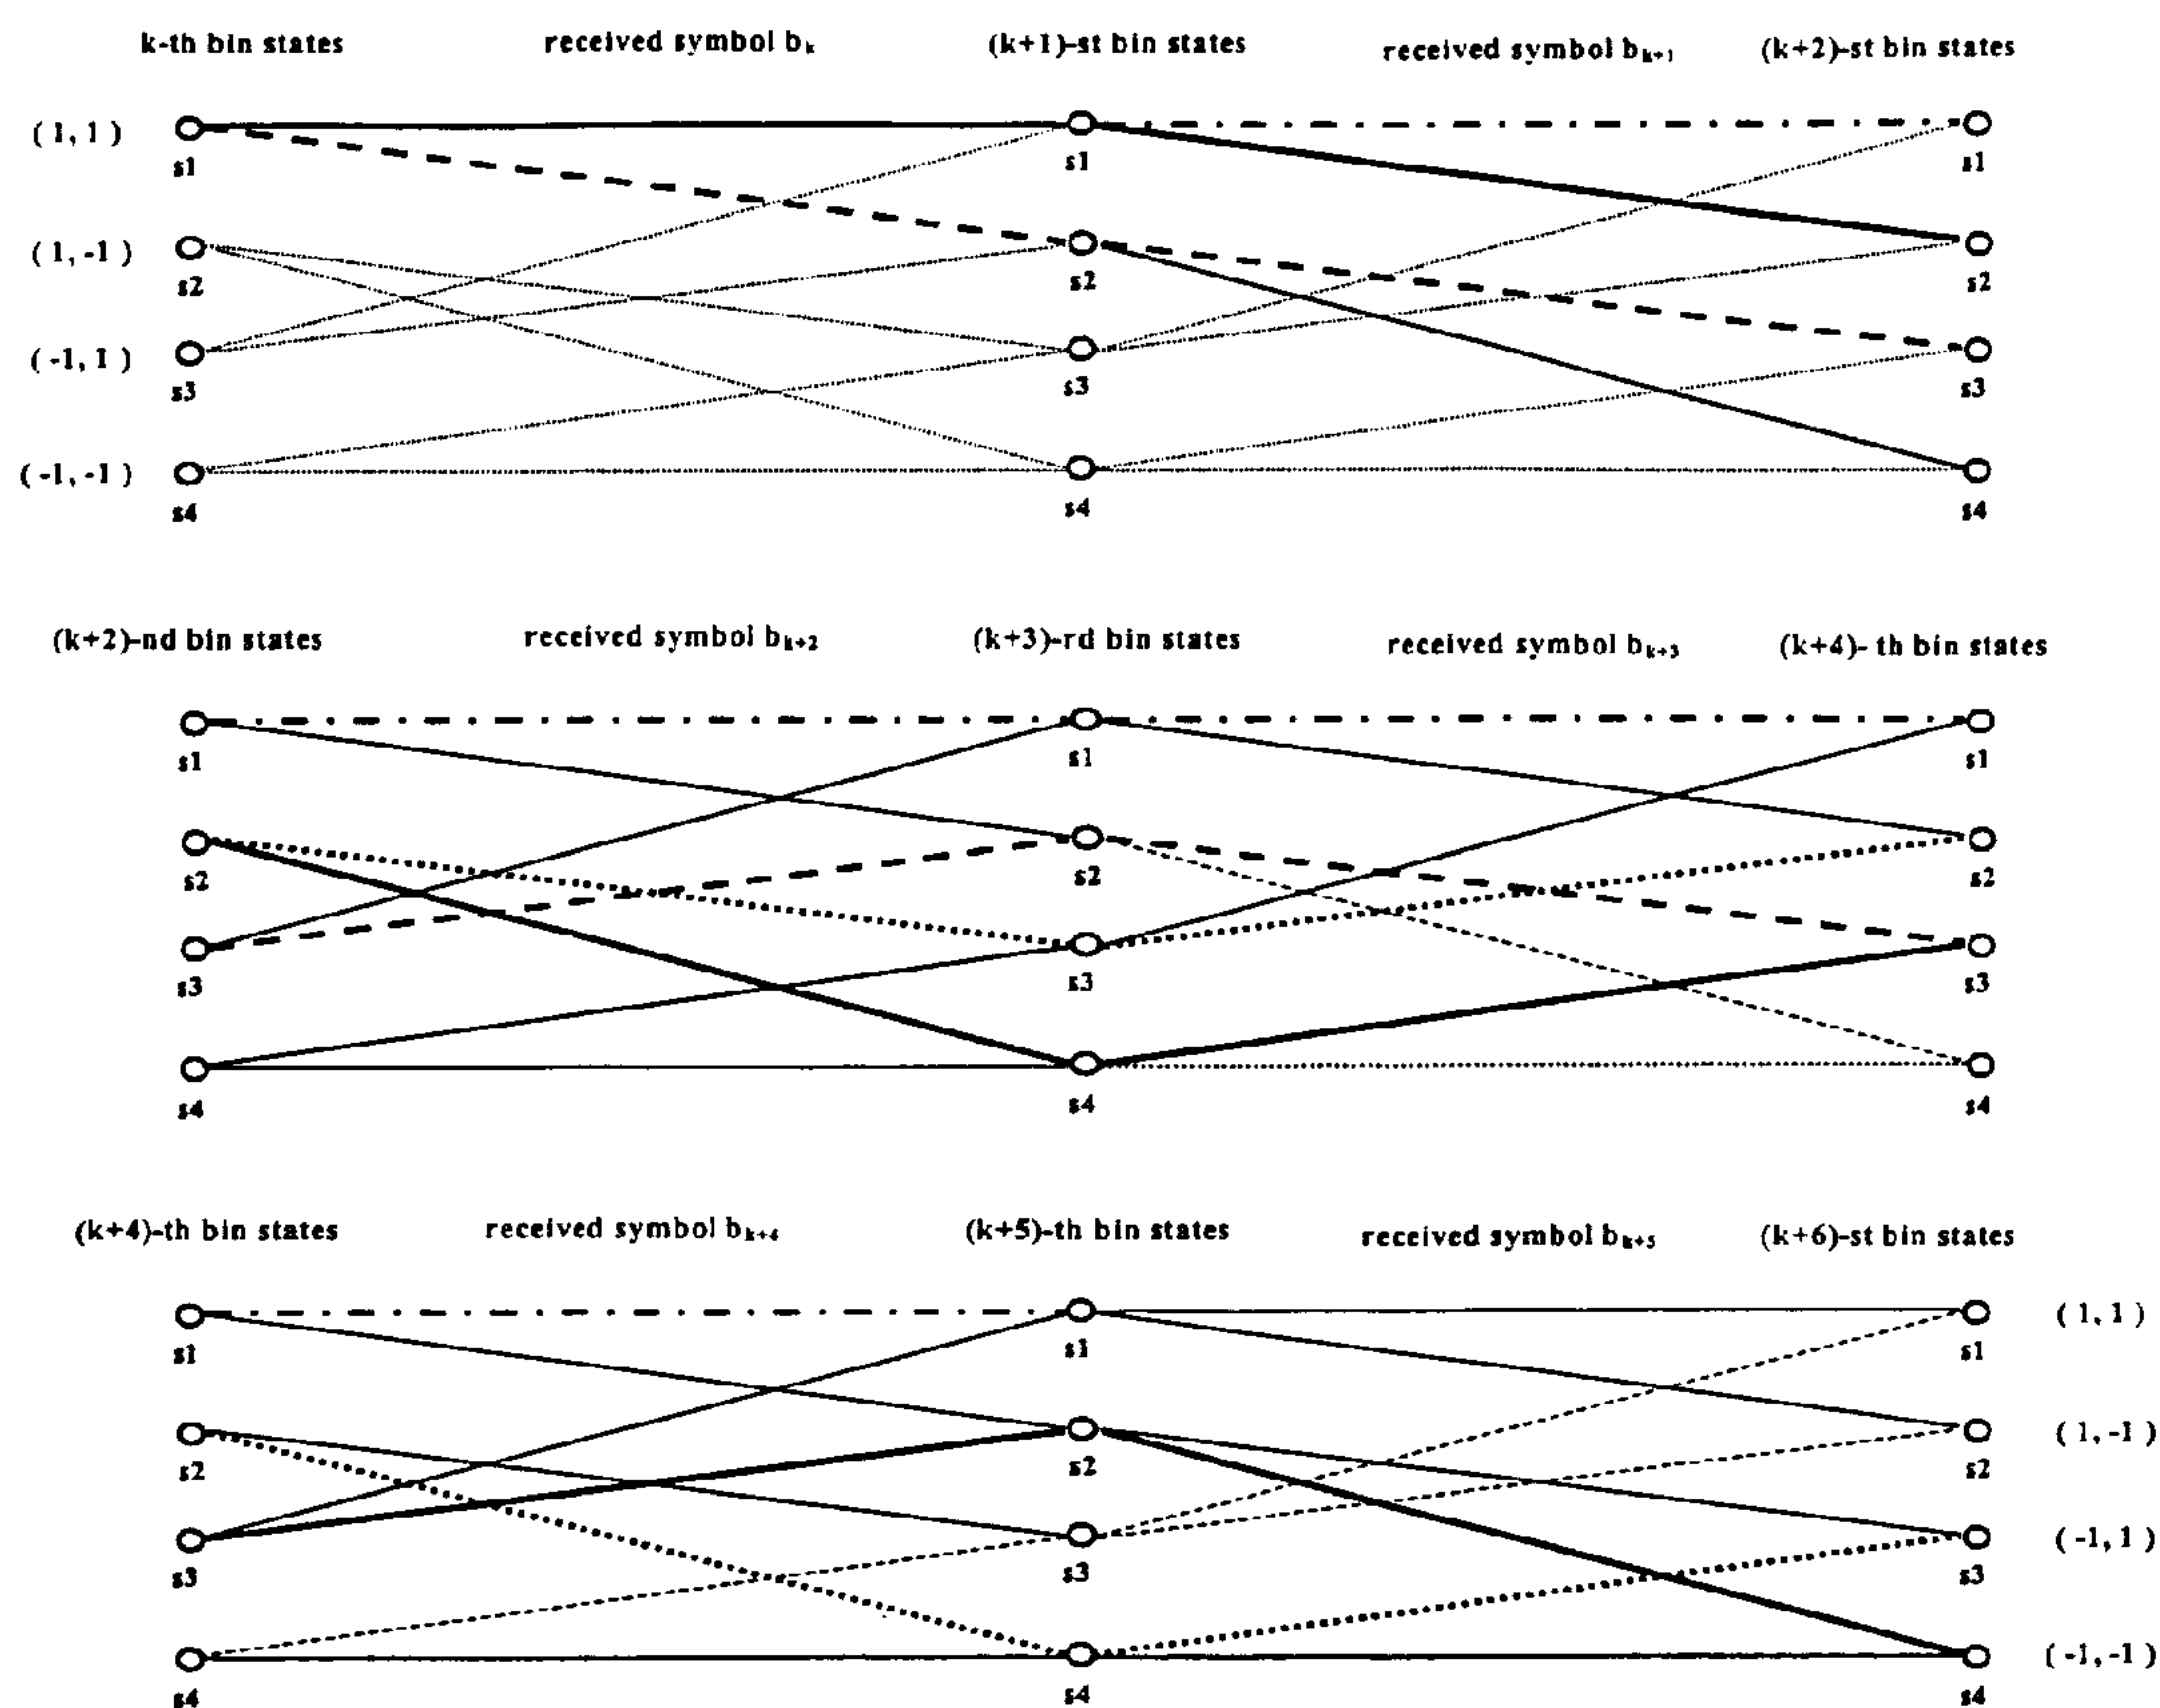 k-th bin states received symbol bk (k+1)-st bin states received symbol bk+1 (k+2)-st bin states
(1, 1)
s1 s1 s1
(1, -1)
s2 s2 s2
(-1, 1)
s3 s3 s3
(-1, -1)
s4 s4 s4
(k+2)-nd bin states received symbol bk+2 (k+3)-rd bin states received symbol bk+3 (k+4)- th bin states
s1 s1 s1
s2 s2 s2
s3 s3 s3
s4 s4 s4
(k+4)-th bin states received symbol bk+4 (k+5)-th bin states received symbol bk+5 (k+6)-st bin states
(1, 1)
s1 s1 s1
(1, -1)
s2 s2 s2
(-1, 1)
s3 s3 s3
(-1, -1)
s4 s4 s4